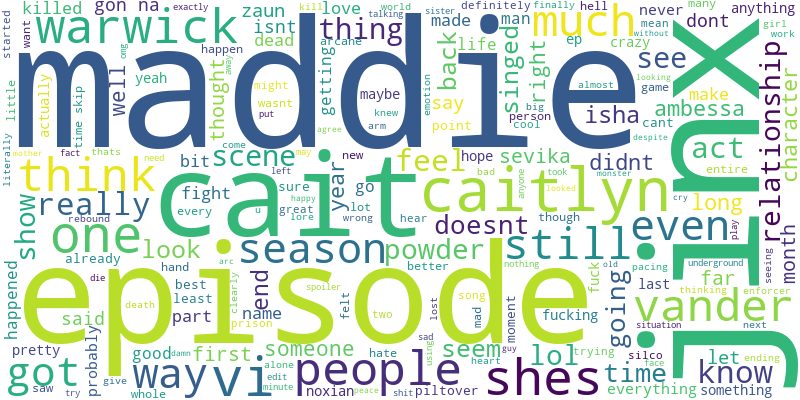 killed
gon na
zaun
kill
love
many
world
definitely
finally
hell
sister
exactly
talking
girl
work
want
started
warwick
isnt
made
man
never
anything
dead
arcane
life
ep
dont
mean
without
looking
happen
omg
away
thing
back
crazy
much
x
maddie
well
yeah
might
maybe
wasnt
knew
put
arm
singed
right
see
game
almost
emotion
say
person
big
cool
point
isha
ambessa
make
relationship
character
little
literally
actually
time skip
thought
getting
agree
come
cant
despite
entire
mother
fact
thats
need
may
left
new
scene
bit
feel
hope
sevika
didnt
act
think
cait
caitlyn
long
fight
sure
happy
great
lore
year
go
lot
wrong
bad
anyone
took
looked
monster
cry
play
month
really
rebound
every
u
hear
doesnt
though
even
jinx
show
one
look
season
powder
still
far
underground
seeing
already
arc
old
pacing
last
thinking
enforcer
happened
hand
better
nothing
fuck
die
best
clearly
spoiler
felt
lost
song
moment
going
vander
episode
said
least
part
end
name
death
prison
two
mad
fucking
situation
next
pretty
probably
good
damn
first
someone
sad
using
guy
seem
lol
trying
time
silco
let
ending
saw
got
way
vi
alone
hate
people
heart
shes
face
know
try
give
whole
edit
minute
noxian
peace
shit
piltover
everything
something